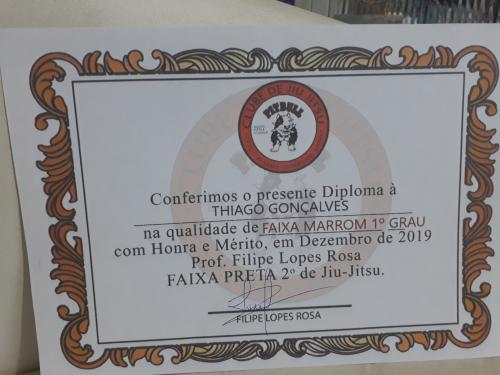 CLUBE DE JIU JITSU
PITBULL
Conferimos o presente Diploma à
THIAGO GONÇALVES
na qualidade de FAIXA MARROM 1º GRAU
com Honra e Mérito, em Dezembro de 2019
Prof. Filipe Lopes Rosa
FAIXA PRETA 2º de Jiu-Jitsu.
FILIPE LOPES ROSA